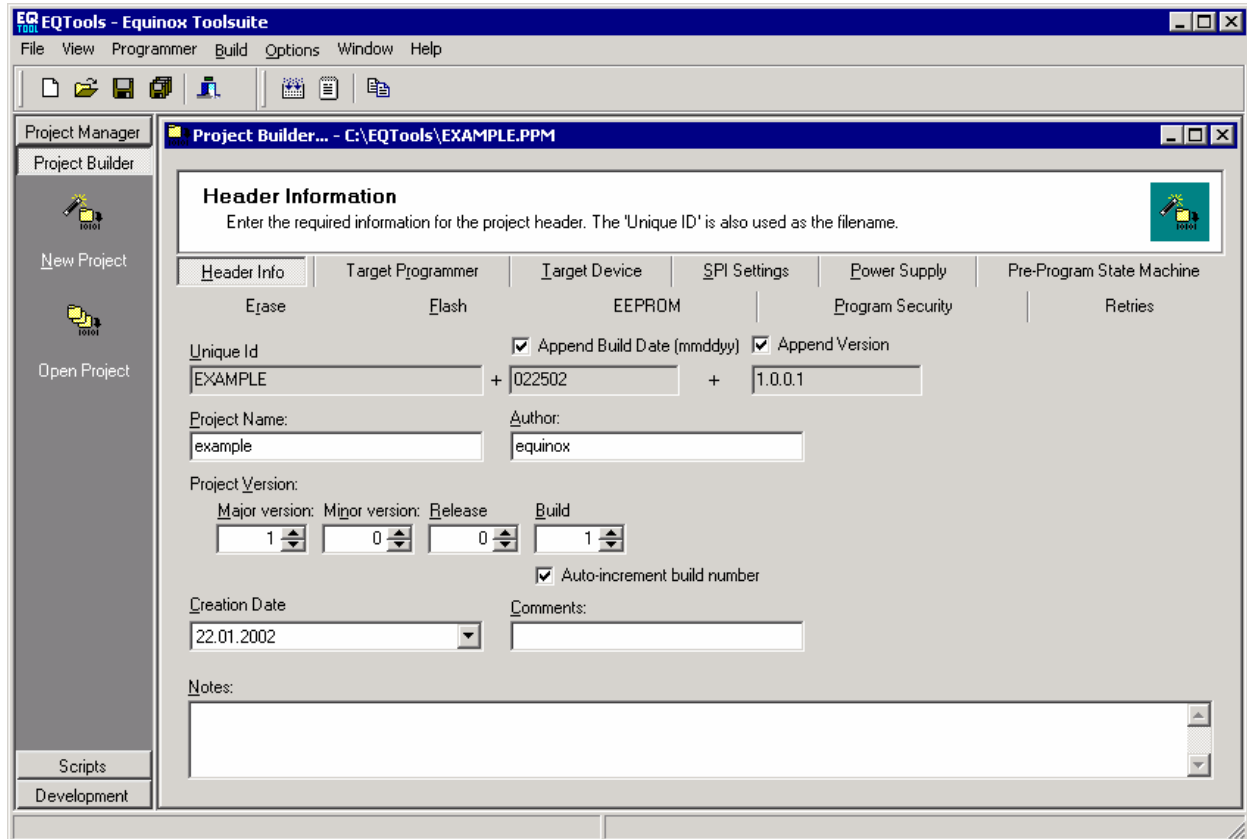 EQ TOOL EQTools - Equinox Toolsuite
File View Programmer Build Options Window Help
Project Manager
Project Builder
New Project
Open Project
Scripts
Development
Project Builder... - C:\EQTools\EXAMPLE.PPM
Header Information
Enter the required information for the project header. The 'Unique ID' is also used as the filename.
Header Info Target Programmer Target Device SPI Settings Power Supply Pre-Program State Machine
Erase Flash EEPROM Program Security Retries
Unique Id Append Build Date (mmddyy) Append Version
EXAMPLE + 022502 + 1.0.0.1
Project Name: Author:
example equinox
Project Version:
Major version: Minor version: Release Build
1 0 0 1
Auto-increment build number
Creation Date Comments:
22.01.2002
Notes: